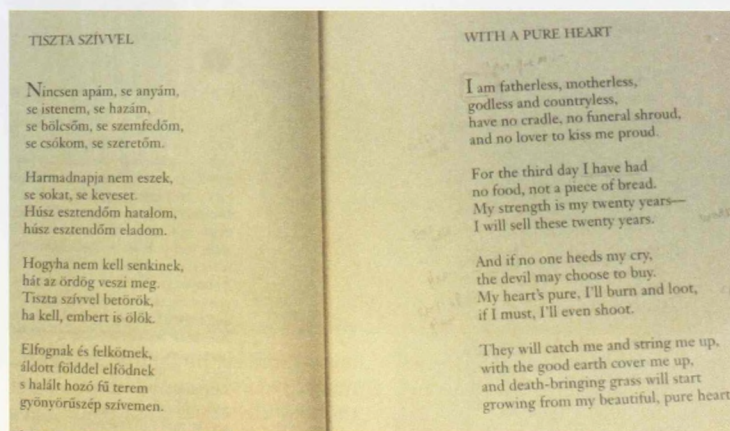 TISZTA SZÍVVEL
Nincsen apám, se anyám,
se istenem, se hazám,
se bölcsőm, se szemfedőm,
se csókom, se szeretőm.
Harmadnapja nem eszek,
se sokat, se keveset.
Húsz esztendőm hatalom,
húsz esztendőm eladom.
Hogyha nem kell senkinek,
hát az ördög veszi meg.
Tiszta szívvel betörök,
ha kell, embert is ölök.
Elfognak és felkötnek,
áldott földdel elfödnek
s halált hozó fű terem
gyönyörűszép szívemen.
WITH A PURE HEART
I am fatherless, motherless,
godless and countryless,
have no cradle, no funeral shroud,
and no lover to kiss me proud.
For the third day I have had
no food, not a piece of bread.
My strength is my twenty years—
I will sell these twenty years.
And if no one heeds my cry,
the devil may choose to buy.
My heart's pure, I'll burn and loot,
if I must, I'll even shoot.
They will catch me and string me up,
with the good earth cover me up,
and death-bringing grass will start
growing from my beautiful, pure heart